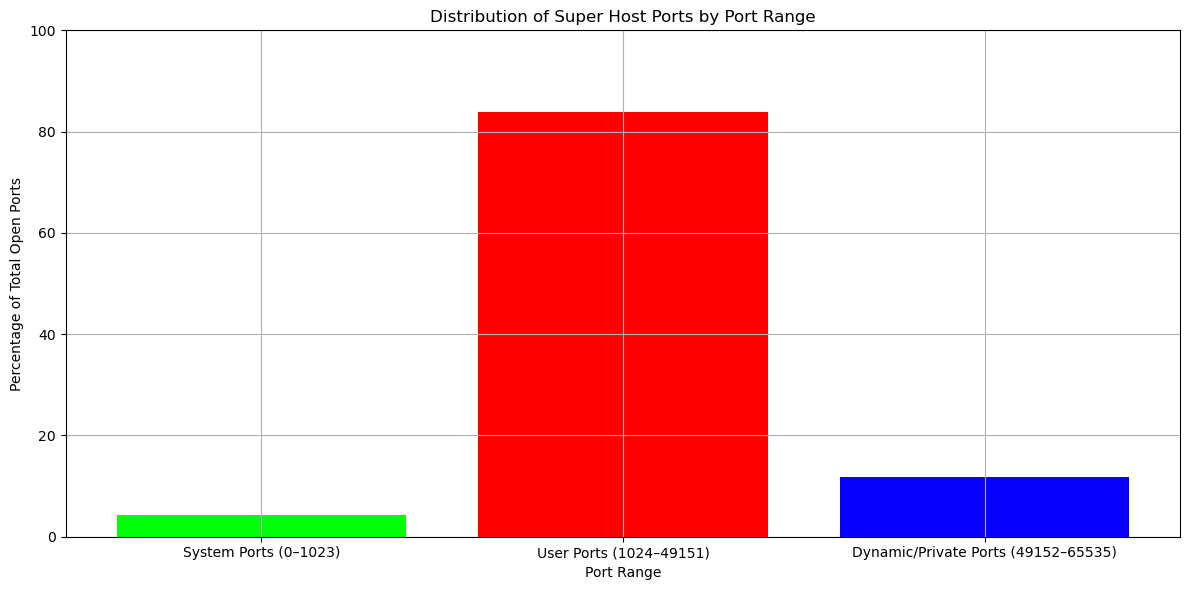 Distribution of Super Host Ports by Port Range
Percentage of Total Open Ports
100
80
60
40
20
0
System Ports (0–1023)
User Ports (1024–49151)
Dynamic/Private Ports (49152–65535)
Port Range